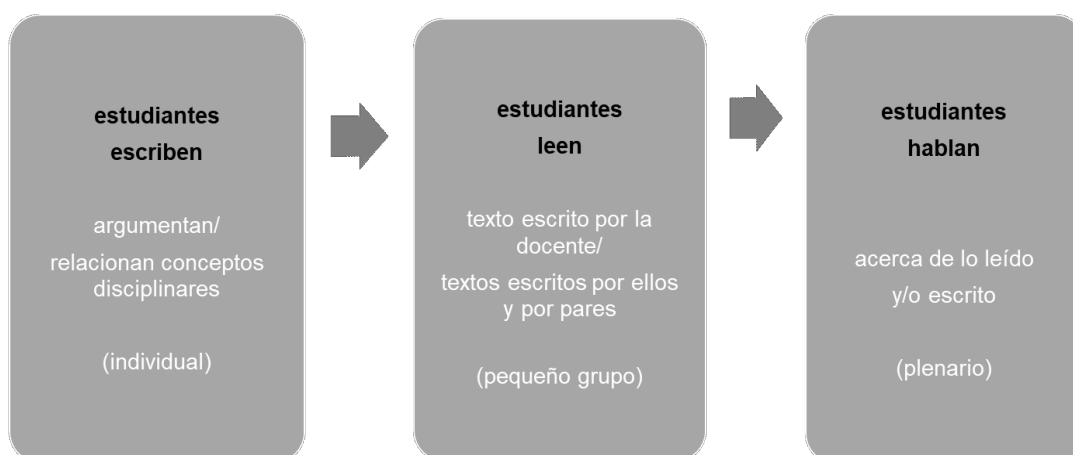 estudiantes
escriben
argumentan/
relacionan conceptos
disciplinares
(individual)
estudiantes
leen
texto escrito por la
docente/
textos escritos por ellos
y por pares
(pequeño grupo)
estudiantes
hablan
acerca de lo leído
y/o escrito
(plenario)